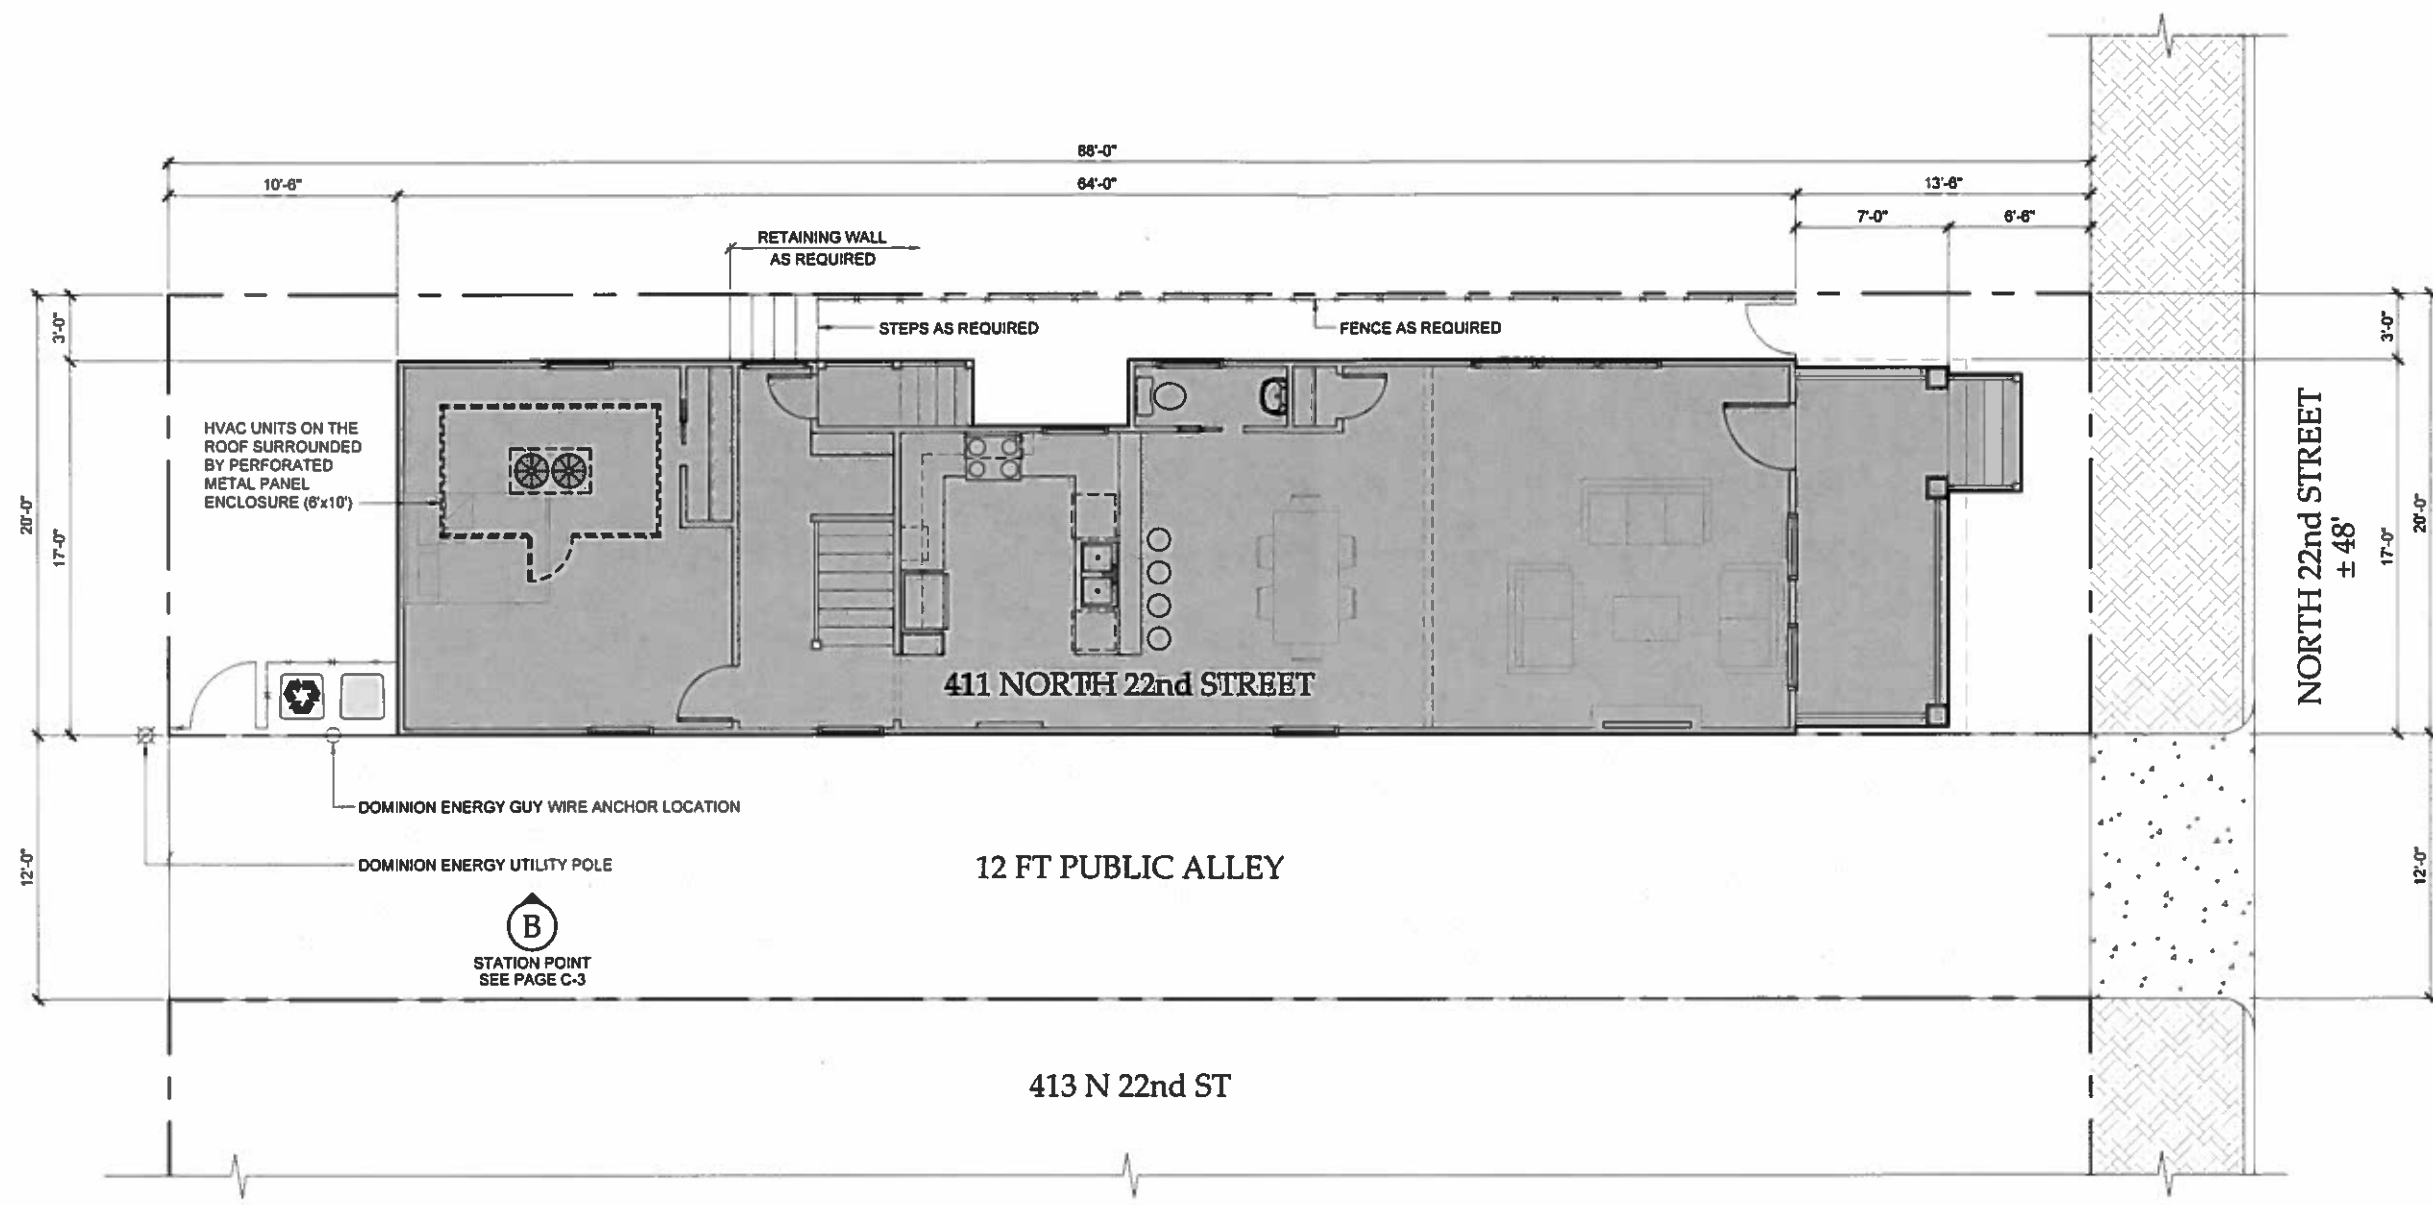 88'-0"
10'-6"
64'-0"
13'-6"
7'-0"
6'-6"
RETAINING WALL
AS REQUIRED
STEPS AS REQUIRED
FENCE AS REQUIRED
3'-0"
3'-0"
HVAC UNITS ON THE
ROOF SURROUNDED
BY PERFORATED
METAL PANEL
ENCLOSURE (6'x10')
20'-0"
17'-0"
NORTH 22nd STREET
± 48'
17'-0"
20'-0"
411 NORTH 22nd STREET
DOMINION ENERGY GUY WIRE ANCHOR LOCATION
DOMINION ENERGY UTILITY POLE
12'-0"
12 FT PUBLIC ALLEY
12'-0"
B
STATION POINT
SEE PAGE C-3
413 N 22nd ST